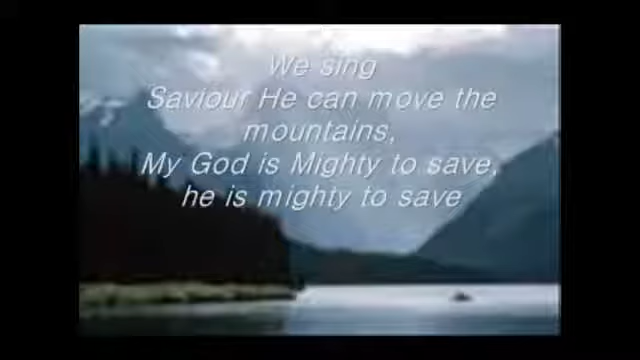 We sing
Saviour He can move the
mountains,
My God is Mighty to save,
he is mighty to save